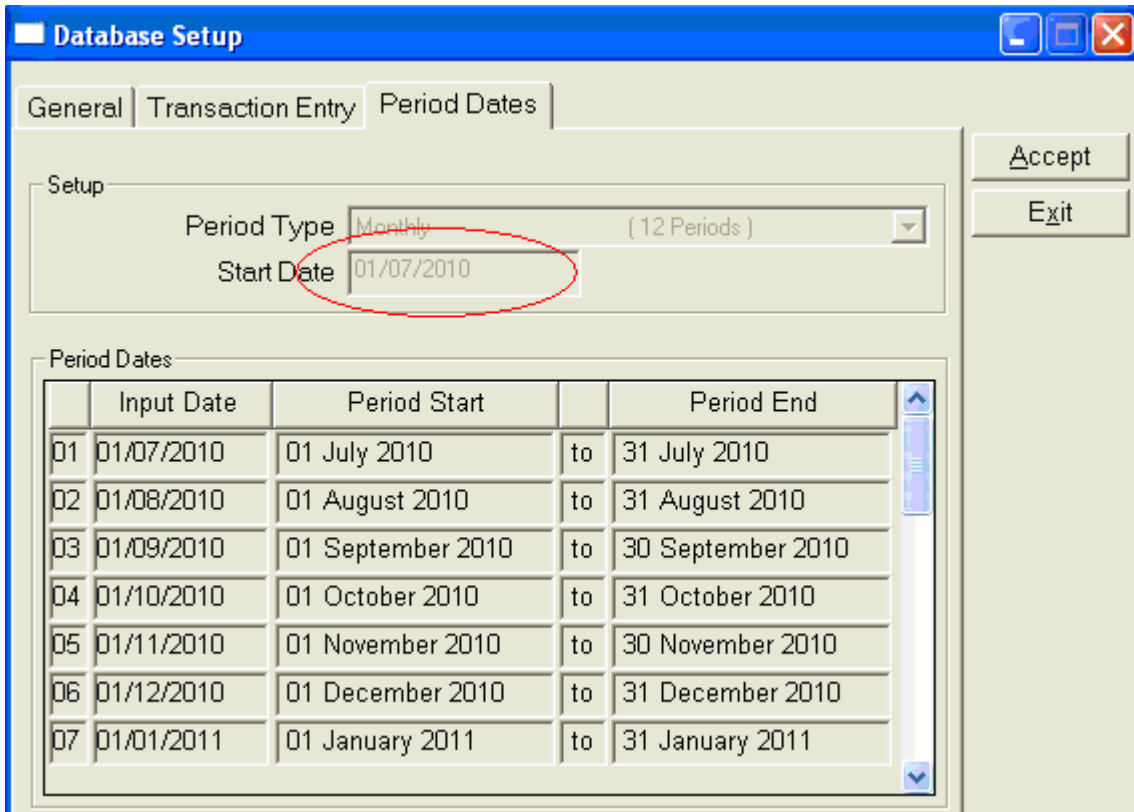 Database Setup
General Transaction Entry Period Dates
Accept
Exit
Setup
Period Type Monthly ( 12 Periods )
Start Date 01/07/2010
Period Dates
Input Date Period Start Period End
01 01/07/2010 01 July 2010 to 31 July 2010
02 01/08/2010 01 August 2010 to 31 August 2010
03 01/09/2010 01 September 2010 to 30 September 2010
04 01/10/2010 01 October 2010 to 31 October 2010
05 01/11/2010 01 November 2010 to 30 November 2010
06 01/12/2010 01 December 2010 to 31 December 2010
07 01/01/2011 01 January 2011 to 31 January 2011